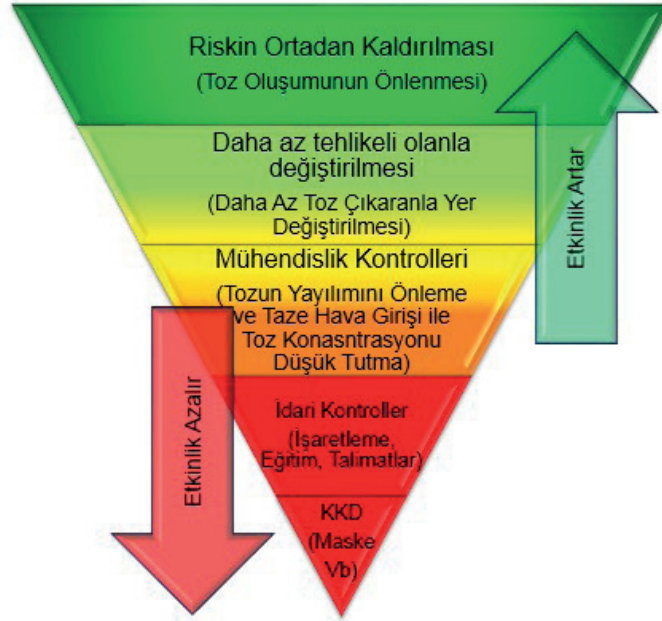 Riskin Ortadan Kaldırılması
(Toz Oluşumunun Önlenmesi)
Daha az tehlikeli olanla
değiştirilmesi
(Daha Az Toz Çıkaranla Yer
Değiştirilmesi)
Mühendislik Kontrolleri
(Tozun Yayılımını Önleme
ve Taze Hava Girişi ile
Toz Konasntrasyonu
Düşük Tutma)
İdari Kontroller
(İşaretleme,
Eğitim, Talimatlar)
KKD
(Maske
Vb)
Etkinlik Artar
Etkinlik Azalır